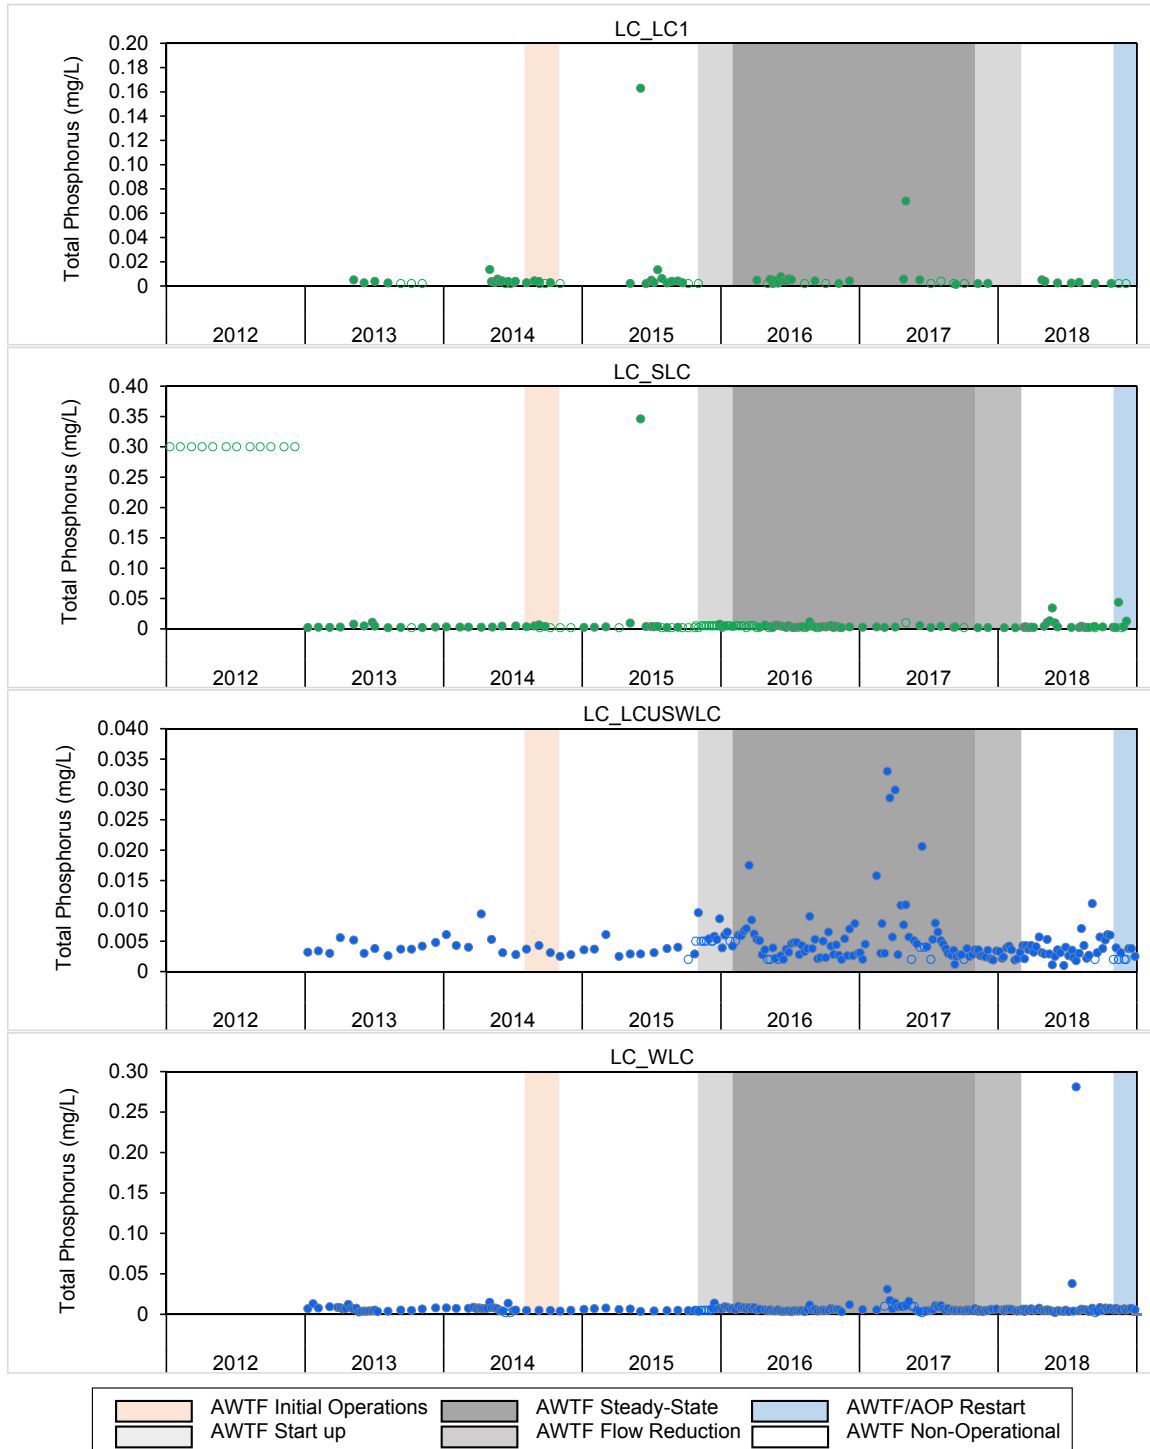 LC_LC1
Total Phosphorus (mg/L)
0.20
0.18
0.16
0.14
0.12
0.10
0.08
0.06
0.04
0.02
0
2012 2013 2014 2015 2016 2017 2018
LC_SLC
Total Phosphorus (mg/L)
0.40
0.35
0.30
0.25
0.20
0.15
0.10
0.05
0
2012 2013 2014 2015 2016 2017 2018
LC_LCUSWLC
Total Phosphorus (mg/L)
0.040
0.035
0.030
0.025
0.020
0.015
0.010
0.005
0
2012 2013 2014 2015 2016 2017 2018
LC_WLC
Total Phosphorus (mg/L)
0.30
0.25
0.20
0.15
0.10
0.05
0
2012 2013 2014 2015 2016 2017 2018
AWTF Initial Operations AWTF Steady-State AWTF/AOP Restart
AWTF Start up AWTF Flow Reduction AWTF Non-Operational